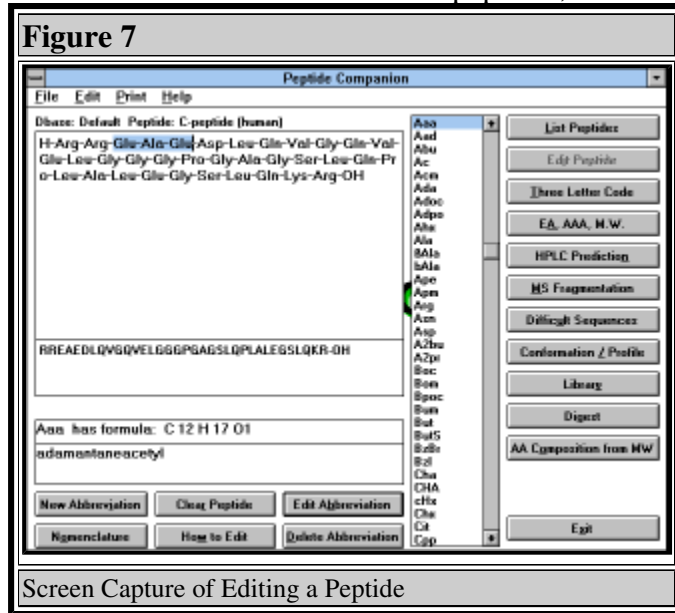 Figure 7
Peptide Companion
File Edit Print Help
Dbase: Default Peptide: C-peptide (human)
H-Arg-Arg-Glu-Ala-Glu-Asp-Leu-Gln-Val-Gly-Gln-Val-
Glu-Leu-Gly-Gly-Gly-Pro-Gly-Ala-Gly-Ser-Leu-Gln-Pr
o-Leu-Ala-Leu-Glu-Gly-Ser-Leu-Gln-Lys-Arg-OH
RREAEDLQVGQVELGGGPGAGSLQPLALEGSLQKR-OH
Aaa has formula: C 12 H 17 O1
adamantaneacetyl
New Abbreviation
Clear Peptide
Edit Abbreviation
Nomenclature
How to Edit
Delete Abbreviation
Aaa
Aad
Abu
Ac
Acm
Ada
Adoc
Adpo
Ahx
Ala
BAla
bAla
Ape
Apm
Arg
Asn
Asp
A2bu
A2pr
Boc
Bom
Bpoc
Bum
But
ButS
BzBr
Bzl
Cha
CHA
cHx
Chx
Cit
Cpp
List Peptides
Edit Peptide
Three Letter Code
EA, AAA, M.W.
HPLC Prediction
MS Fragmentation
Difficult Sequences
Conformation / Profile
Library
Digest
AA Composition from MW
Exit
Screen Capture of Editing a Peptide